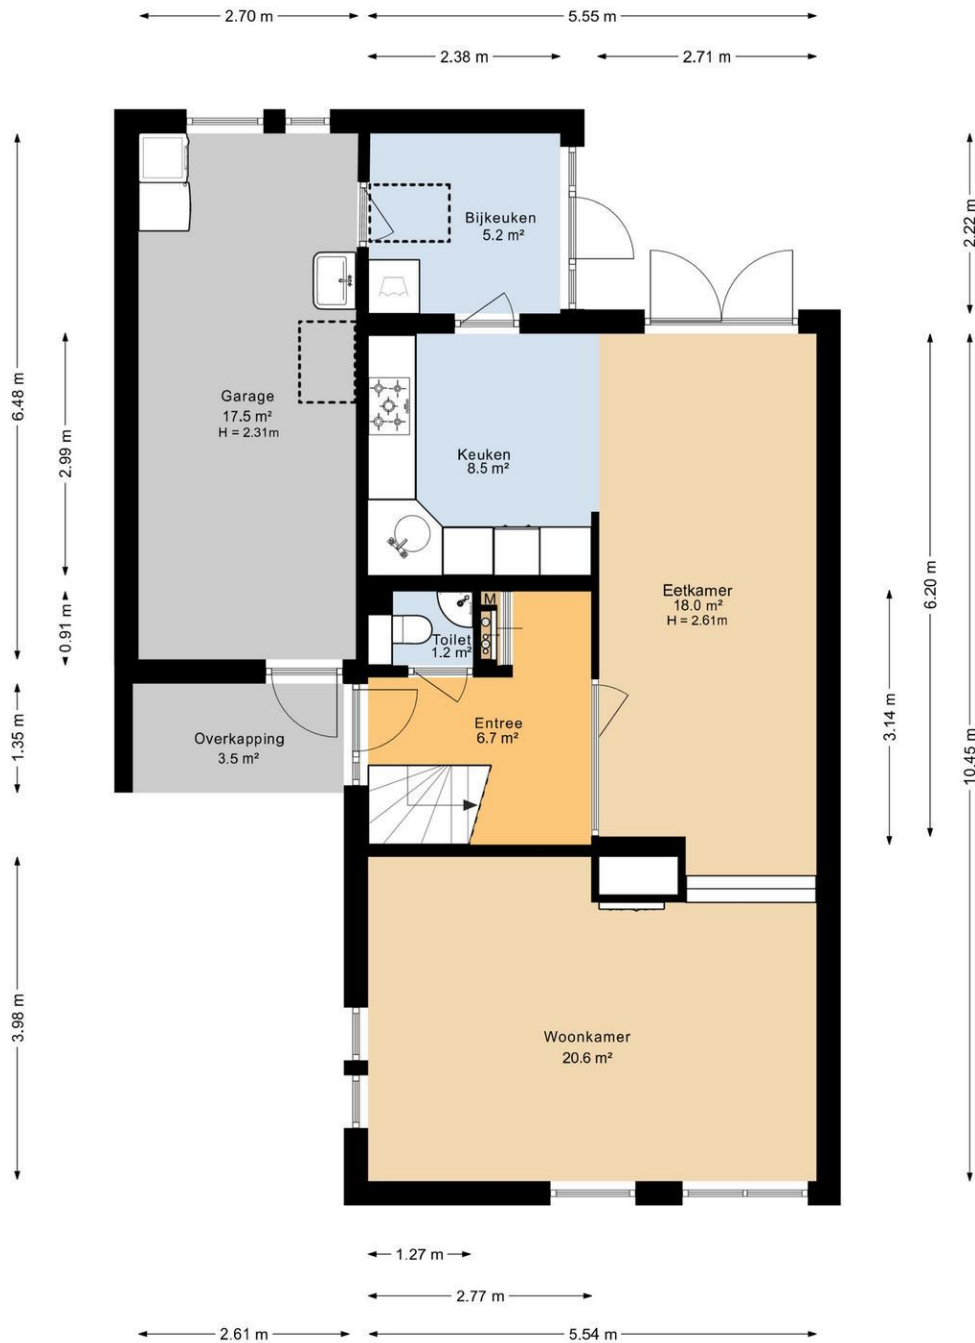 2.70 m
5.55 m
2.38 m
2.71 m
6.48 m
2.99 m
0.91 m
1.35 m
3.98 m
2.22 m
6.20 m
3.14 m
10.45 m
Bijkeuken
5.2 m²
Garage
17.5 m²
H = 2.31m
Keuken
8.5 m²
Eetkamer
18.0 m²
H = 2.61m
M
Toilet
1.2 m²
Entree
6.7 m²
Overkapping
3.5 m²
Woonkamer
20.6 m²
1.27 m
2.77 m
2.61 m
5.54 m